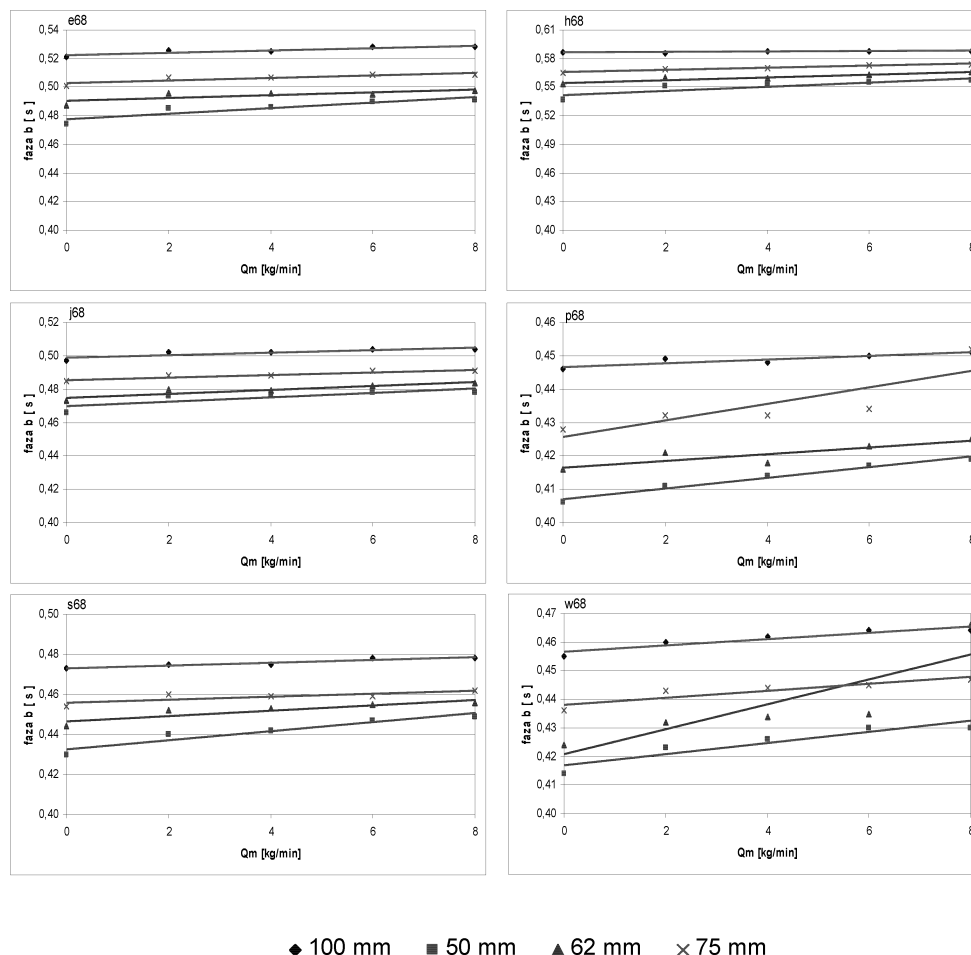 e68
0,54
0,52
0,50
0,48
0,46
0,44
0,42
0,40
faza b [ s ]
0 2 4 6 8
Qm [kg/min]
h68
0,61
0,58
0,55
0,52
0,49
0,46
0,43
0,40
faza b [ s ]
0 2 4 6 8
Qm [kg/min]
j68
0,52
0,50
0,48
0,46
0,44
0,42
0,40
faza b [ s ]
0 2 4 6 8
Qm [kg/min]
p68
0,46
0,45
0,44
0,43
0,42
0,41
0,40
faza b [ s ]
0 2 4 6 8
Qm [kg/min]
s68
0,50
0,48
0,46
0,44
0,42
0,40
faza b [ s ]
0 2 4 6 8
Qm [kg/min]
w68
0,47
0,46
0,45
0,44
0,43
0,42
0,41
0,40
faza b [ s ]
0 2 4 6 8
Qm [kg/min]
100 mm 50 mm 62 mm 75 mm